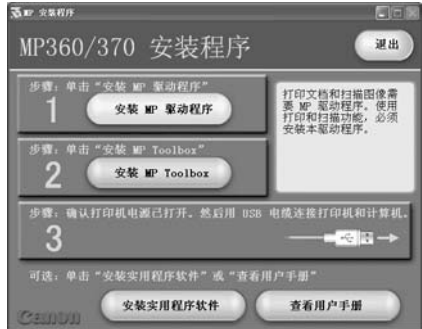 MP 安装程序
MP360/370 安装程序
退出
步骤：单击“安装 MP 驱动程序”
1
安装 MP 驱动程序
打印文档和扫描图像需
要 MP 驱动程序。使用
打印和扫描功能，必须
安装本驱动程序。
步骤：单击“安装 MP Toolbox”
2
安装 MP Toolbox
步骤：确认打印机电源已打开。然后用 USB 电缆连接打印机和计算机。
3
可选：单击“安装实用程序软件”或“查看用户手册”
Canon
安装实用程序软件
查看用户手册